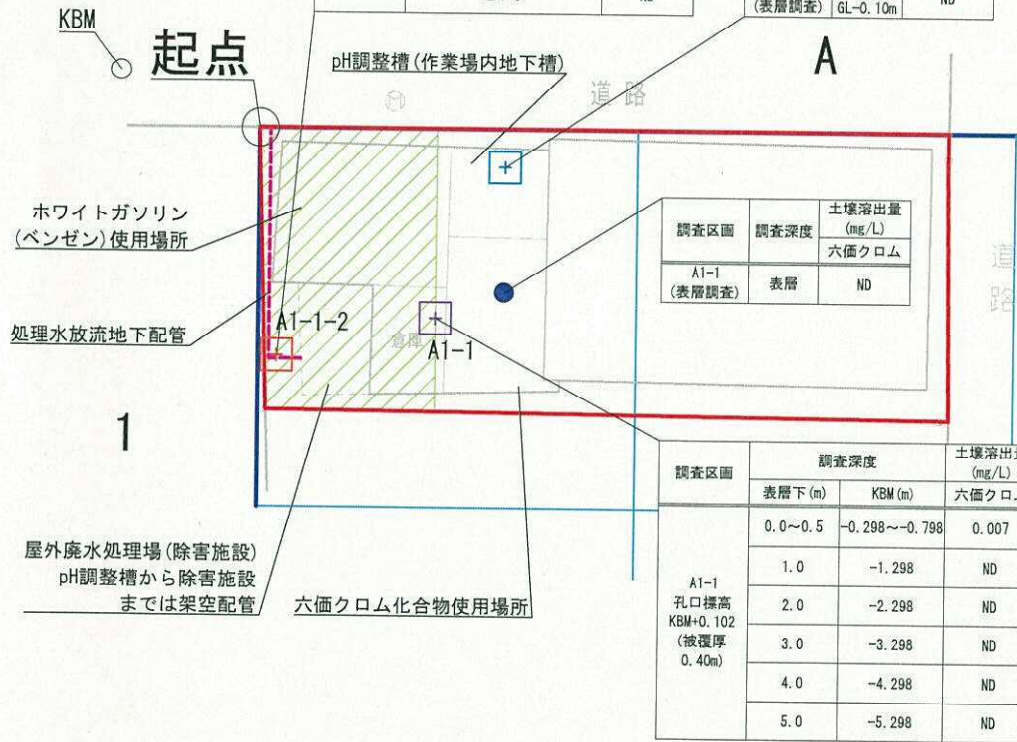 KBM
起点
(表層調査)
GL-0.10m
ND
A
pH調整槽(作業場内地下槽)
道路
ホワイトガソリン
(ベンゼン)使用場所
調査区画
調査深度
土壌溶出量
(mg/L)
六価クロム
A1-1
(表層調査)
表層
ND
道
路
処理水放流地下配管
A1-1-2
倉庫
A1-1
1
調査区画
調査深度
土壌溶出量
(mg/L)
表層下(m)
KBM(m)
六価クロム
0.0～0.5
-0.298～-0.798
0.007
1.0
-1.298
ND
A1-1
孔口標高
KBM+0.102
(被覆厚
0.40m)
2.0
-2.298
ND
3.0
-3.298
ND
4.0
-4.298
ND
5.0
-5.298
ND
屋外廃水処理場(除害施設)
pH調整槽から除害施設
までは架空配管
六価クロム化合物使用場所